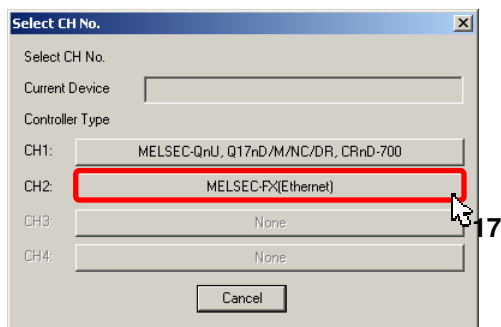 Select CH No.
Select CH No.
Current Device
Controller Type
CH1: MELSEC-QnU, Q17nD/M/NC/DR, CRnD-700
CH2: MELSEC-FX(Ethernet)
17
CH3: None
CH4: None
Cancel